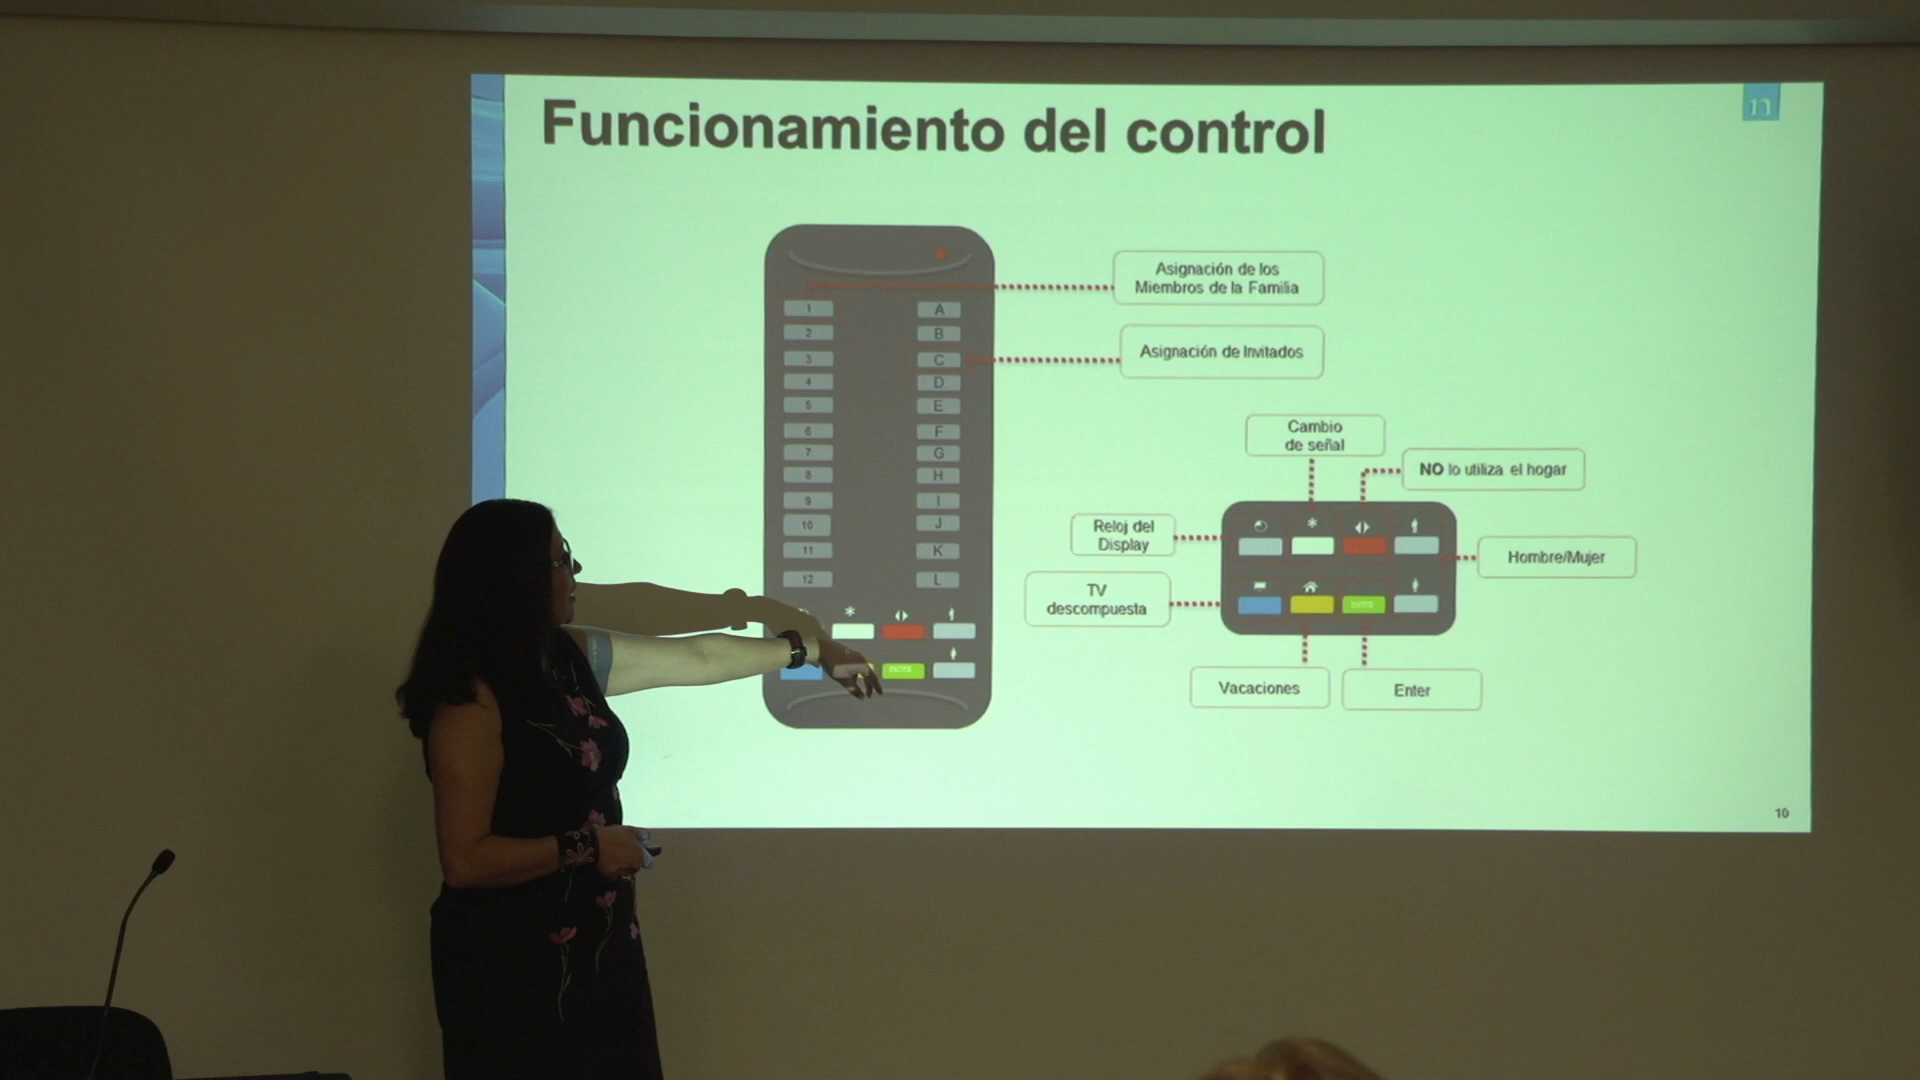 Funcionamiento del control
n
Asignación de los
Miembros de la Familia
Asignación de Invitados
1 A
2 B
3 C
4 D
5 E
6 F
7 G
8 H
9 I
10 J
11 K
12 L
ENTER
Cambio
de señal
NO lo utiliza el hogar
Reloj del
Display
Hombre/Mujer
TV
descompuesta
ENTER
Vacaciones
Enter
10